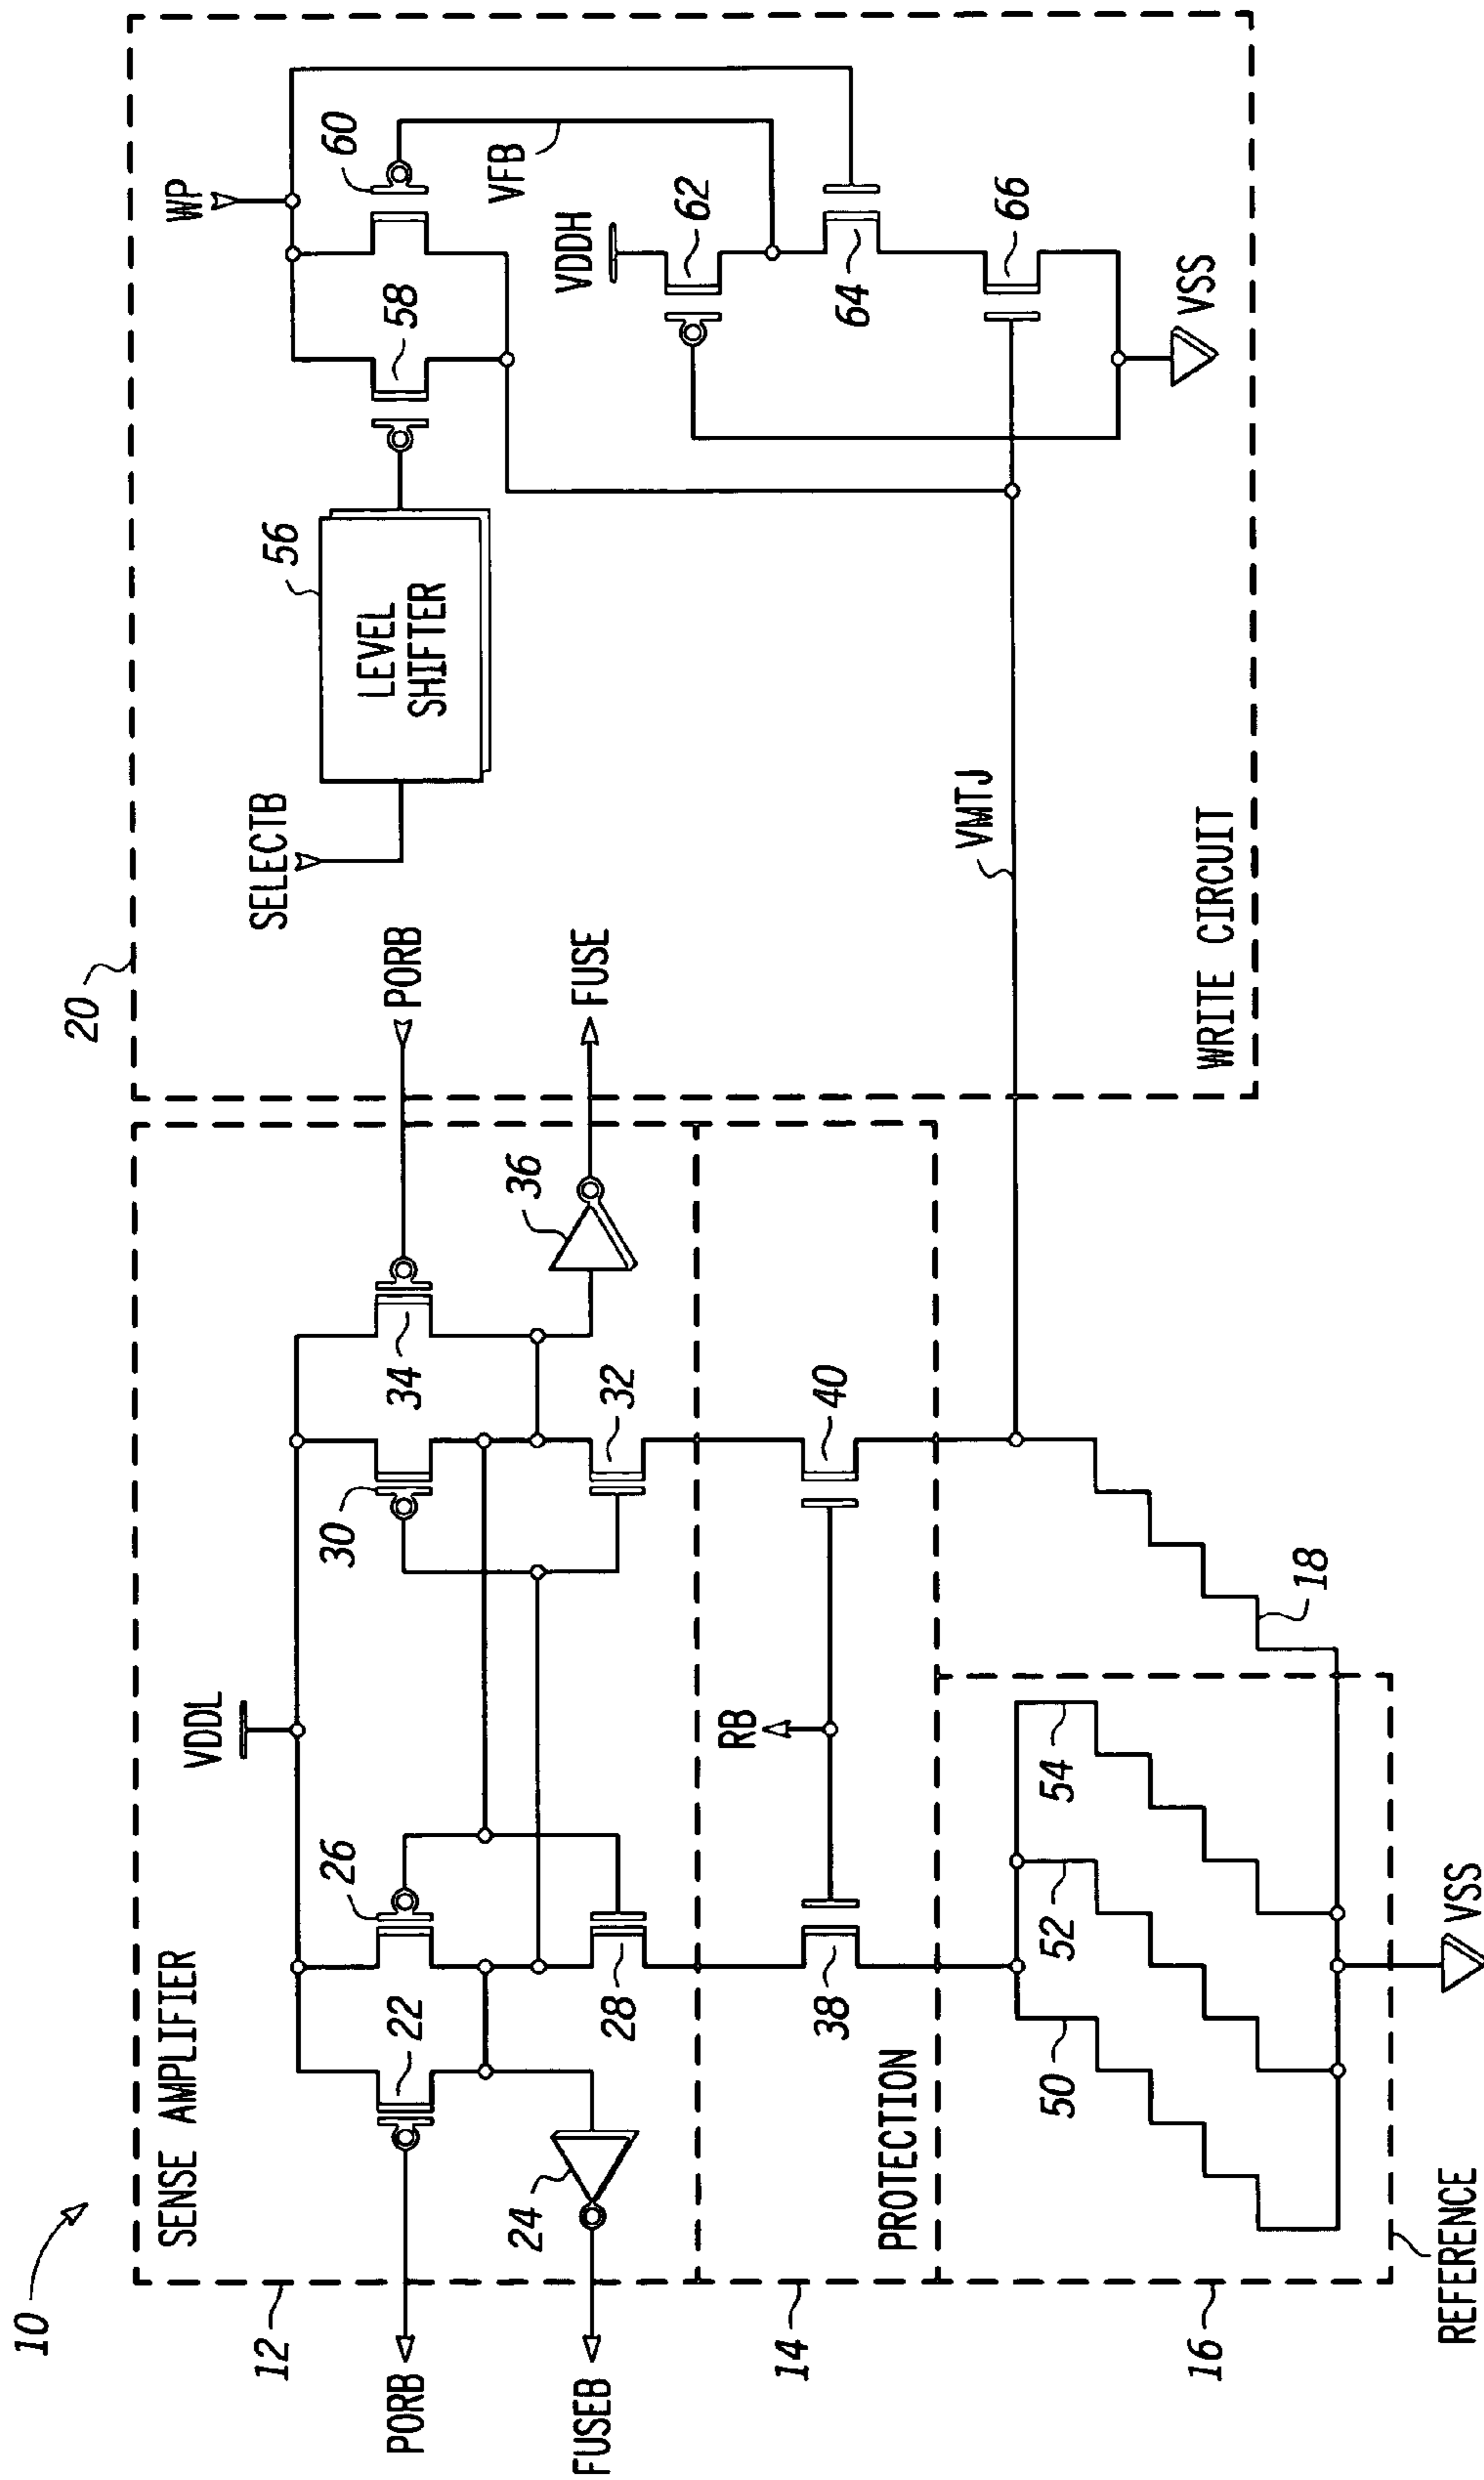 10
20
12
SENSE AMPLIFIER
VDDL
PORB
22
26
30
34
PORB
24
28
32
36
FUSEB
FUSE
14
PROTECTION
38
RB
40
16
REFERENCE
50
52
54
18
VSS
SELECTB
56
LEVEL
SHIFTER
58
WP
60
VFB
VDDH
62
64
66
VSS
VMTJ
WRITE CIRCUIT